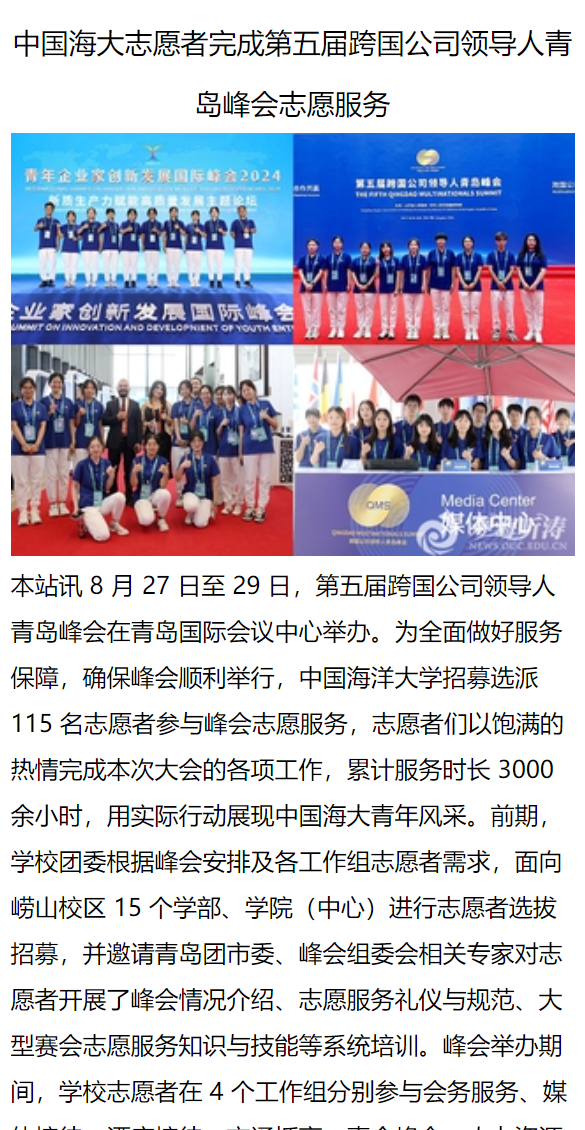 中国海大志愿者完成第五届跨国公司领导人青
岛峰会志愿服务
青年企业家创新发展国际峰会2024
新质生产力赋能高质量发展主题论坛
企业家创新发展国际峰会
SUMMIT ON INNOVATION AND DEVELOPMENT OF YOUTH ENT
第五届跨国公司领导人青岛峰会
THE FIFTH QINGDAO MULTINATIONALS SUMMIT
QMS
QINGDAO MULTINATIONALS SUMMIT
跨国公司领导人青岛峰会
Media Center
媒体中心
NEWS.OUC.EDU.CN
本站讯 8 月 27 日至 29 日，第五届跨国公司领导人
青岛峰会在青岛国际会议中心举办。为全面做好服务
保障，确保峰会顺利举行，中国海洋大学招募选派
115 名志愿者参与峰会志愿服务，志愿者们以饱满的
热情完成本次大会的各项工作，累计服务时长 3000
余小时，用实际行动展现中国海大青年风采。前期，
学校团委根据峰会安排及各工作组志愿者需求，面向
崂山校区 15 个学部、学院（中心）进行志愿者选拔
招募，并邀请青岛团市委、峰会组委会相关专家对志
愿者开展了峰会情况介绍、志愿服务礼仪与规范、大
型赛会志愿服务知识与技能等系统培训。峰会举办期
间，学校志愿者在 4 个工作组分别参与会务服务、媒